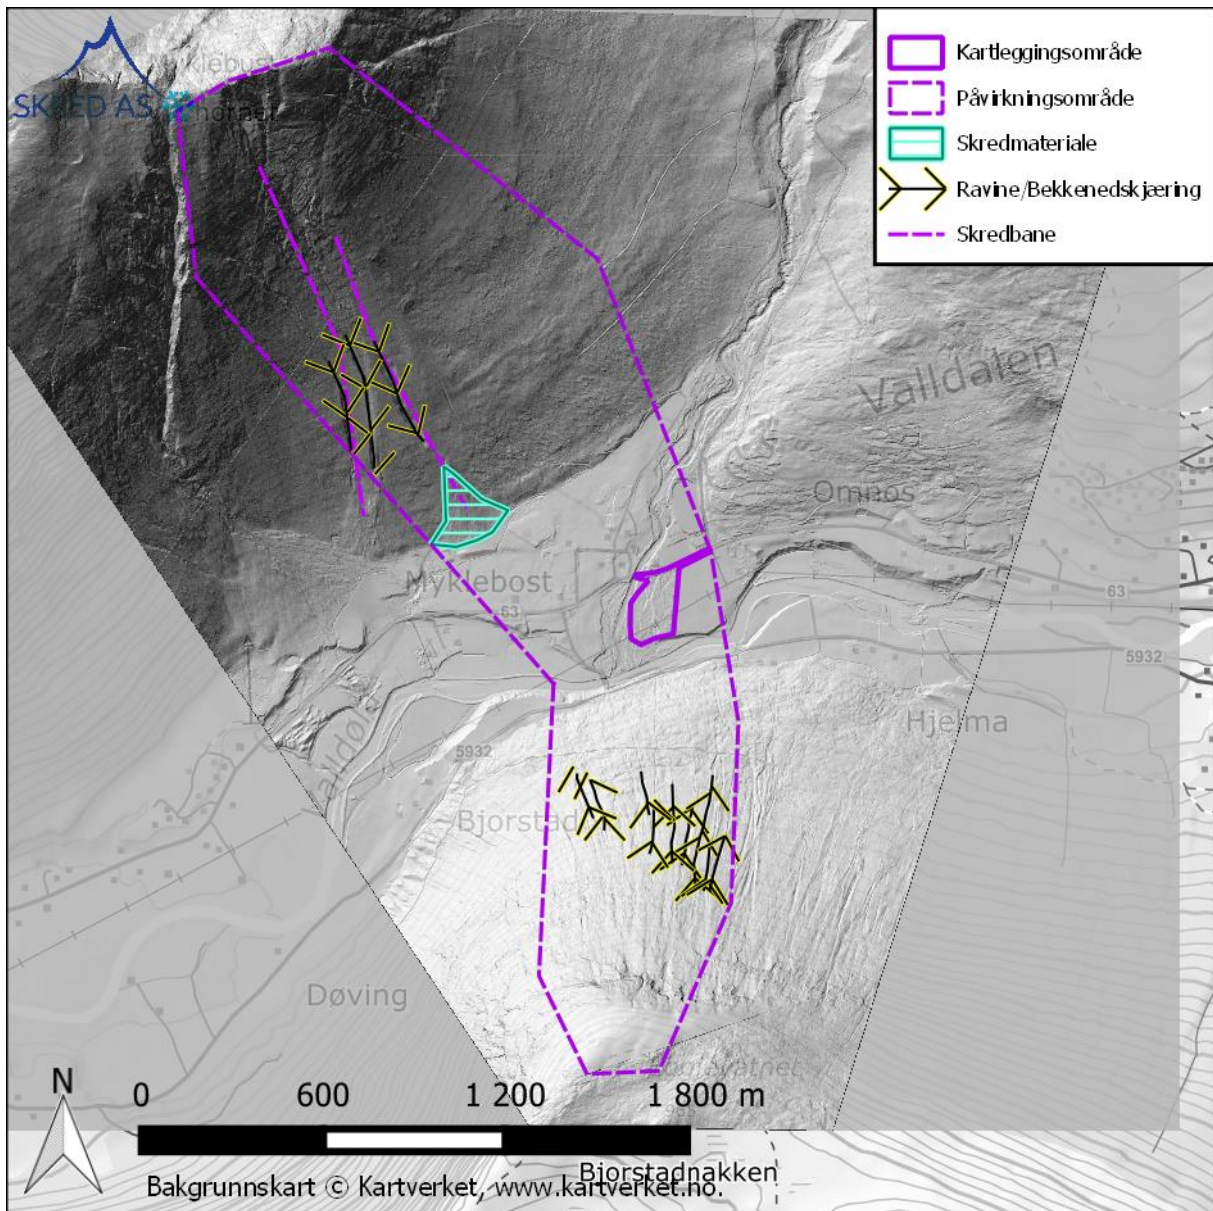 Kartleggingsområde
Påvirkningsområde
Skredmateriale
Ravine/Bekkenedskjæring
Skredbane
SKRED AS
Valldalen
Omnos
Myklebost
63
63
5932
Hjelma
5932
Døving
N
0 600 1 200 1 800 m
Bjorstadnakken
Bakgrunnskart © Kartverket, www.kartverket.no.